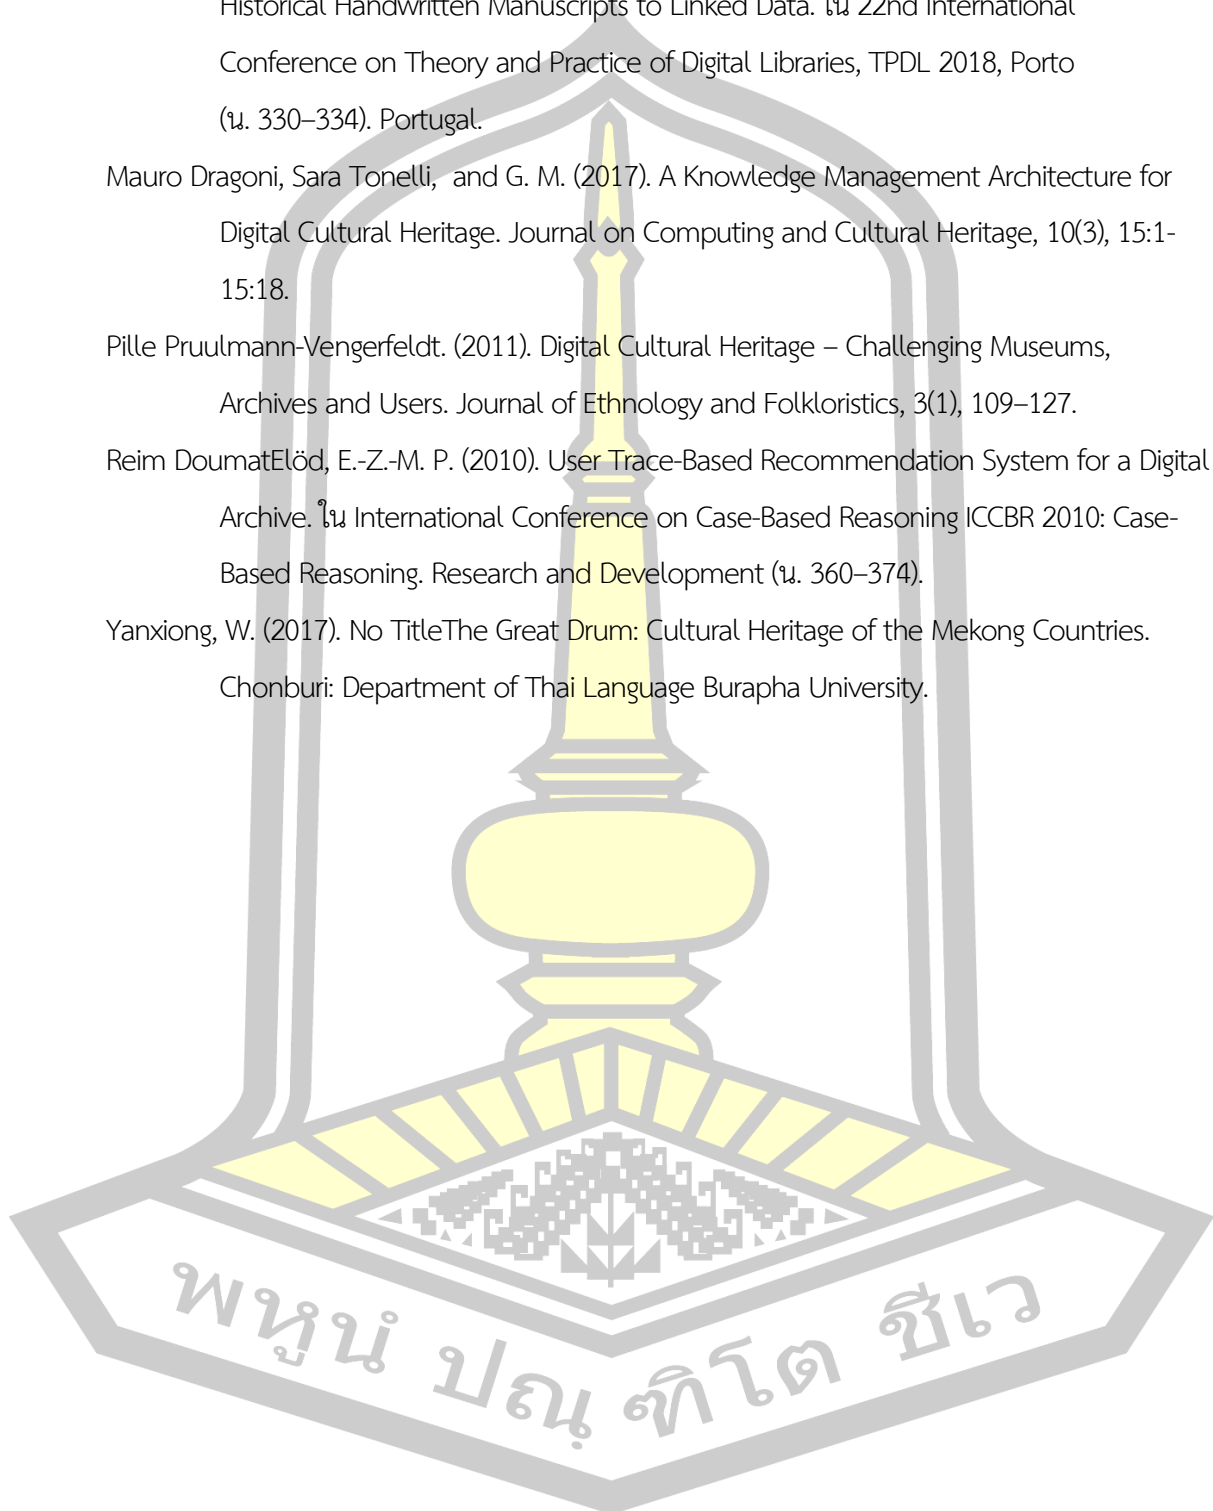 Historical Handwritten Manuscripts to Linked Data. ใน 22nd International
Conference on Theory and Practice of Digital Libraries, TPDL 2018, Porto
(น. 330–334). Portugal.
Mauro Dragoni, Sara Tonelli,  and G. M. (2017). A Knowledge Management Architecture for
Digital Cultural Heritage. Journal on Computing and Cultural Heritage, 10(3), 15:1-
15:18.
Pille Pruulmann-Vengerfeldt. (2011). Digital Cultural Heritage – Challenging Museums,
Archives and Users. Journal of Ethnology and Folkloristics, 3(1), 109–127.
Reim DoumatElöd, E.-Z.-M. P. (2010). User Trace-Based Recommendation System for a Digital
Archive. ใน International Conference on Case-Based Reasoning ICCBR 2010: Case-
Based Reasoning. Research and Development (น. 360–374).
Yanxiong, W. (2017). No TitleThe Great Drum: Cultural Heritage of the Mekong Countries.
Chonburi: Department of Thai Language Burapha University.
พหูนํ ปณฺ ฑิโต ชีเว